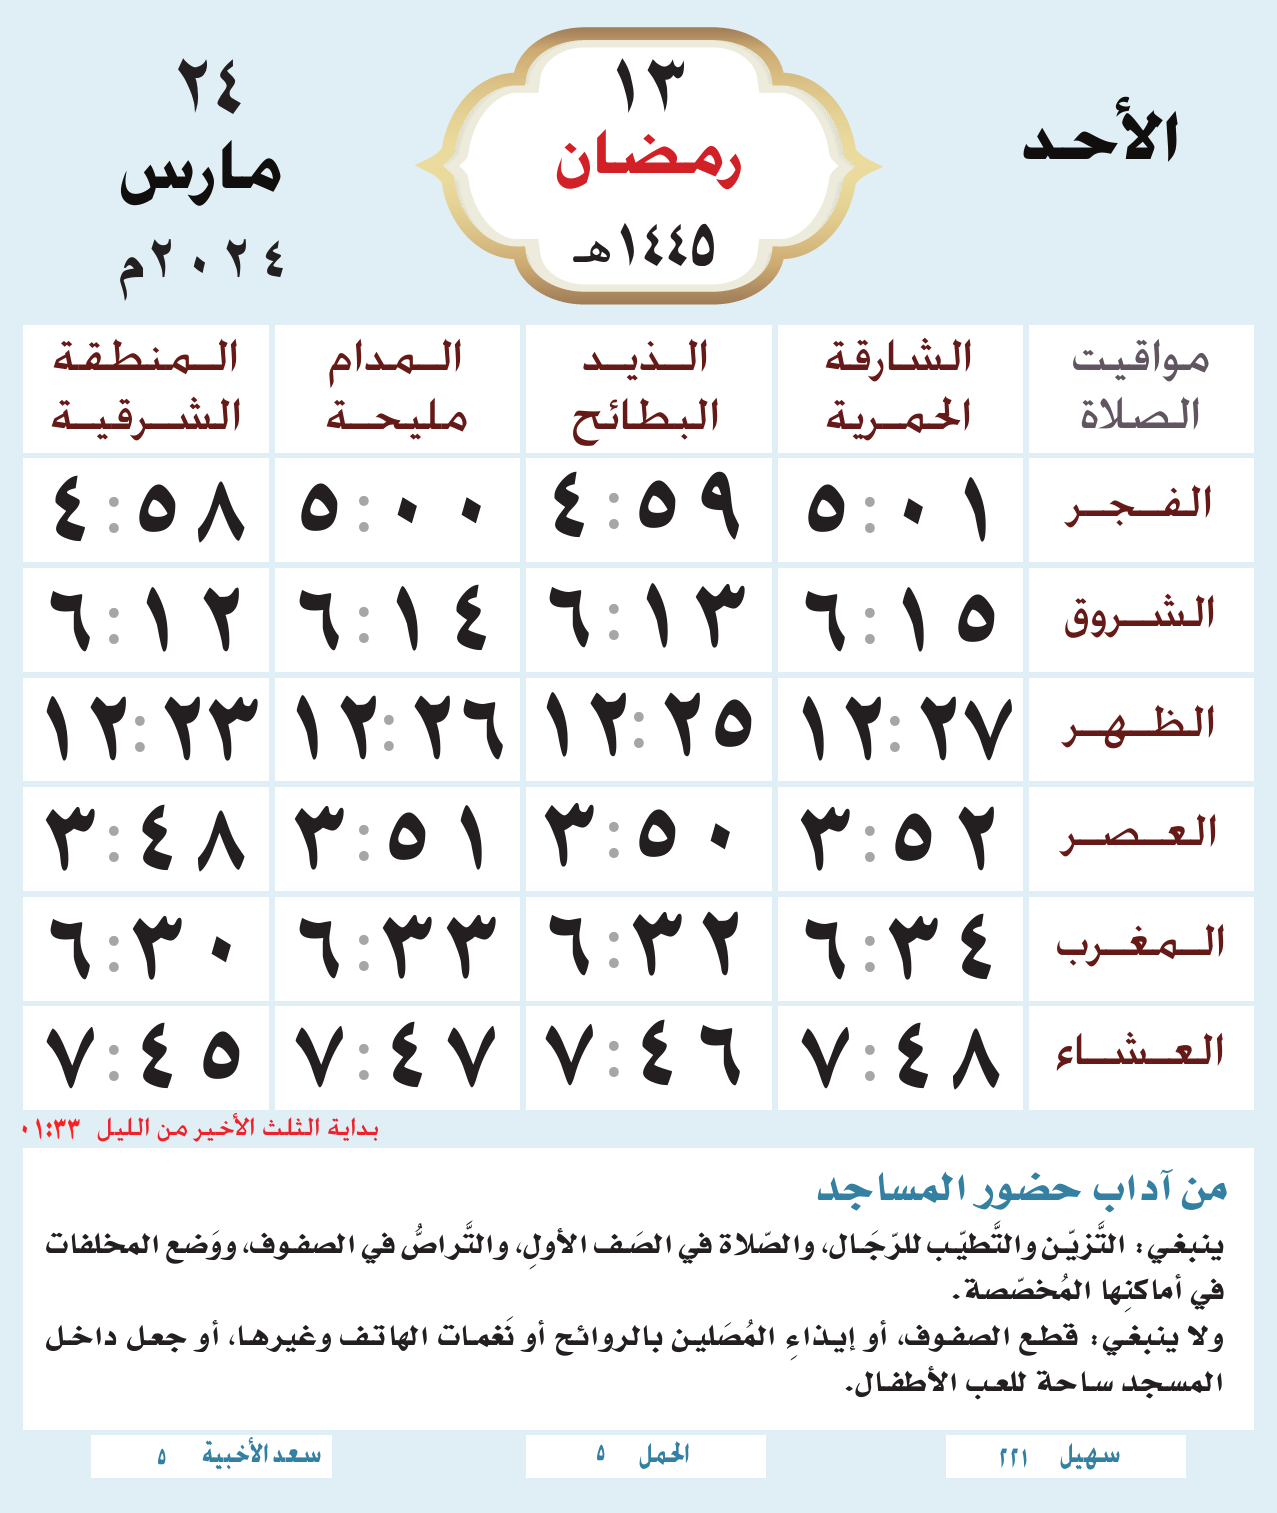 الأحد
١٣
رمضان
١٤٤٥هـ
٢٤
مارس
٢٠٢٤م
مواقيت الصلاة
الشارقة الحمرية
الذيد البطائح
المدام مليحة
المنطقة الشرقية
الفجر ٥:٠١ ٤:٥٩ ٥:٠٠ ٤:٥٨
الشروق ٦:١٥ ٦:١٣ ٦:١٤ ٦:١٢
الظهر ١٢:٢٧ ١٢:٢٥ ١٢:٢٦ ١٢:٢٣
العصر ٣:٥٢ ٣:٥٠ ٣:٥١ ٣:٤٨
المغرب ٦:٣٤ ٦:٣٢ ٦:٣٣ ٦:٣٠
العشاء ٧:٤٨ ٧:٤٦ ٧:٤٧ ٧:٤٥
بداية الثلث الأخير من الليل ٠١:٣٣
من آداب حضور المساجد
ينبغي: التَّزيّن والتَّطيّب للرّجَال، والصّلاة في الصَف الأولِ، والتَّراصُّ في الصفوف، ووَضع المخلفات
في أماكنِها المُخصّصة.
ولا ينبغي: قطع الصفوف، أو إيذاءِ المُصَلين بالروائح أو نَغمات الهاتف وغيرها، أو جعل داخل
المسجد ساحة للعب الأطفال.
سهيل ٢٢١
الحمل ٥
سعد الأخبية ٥